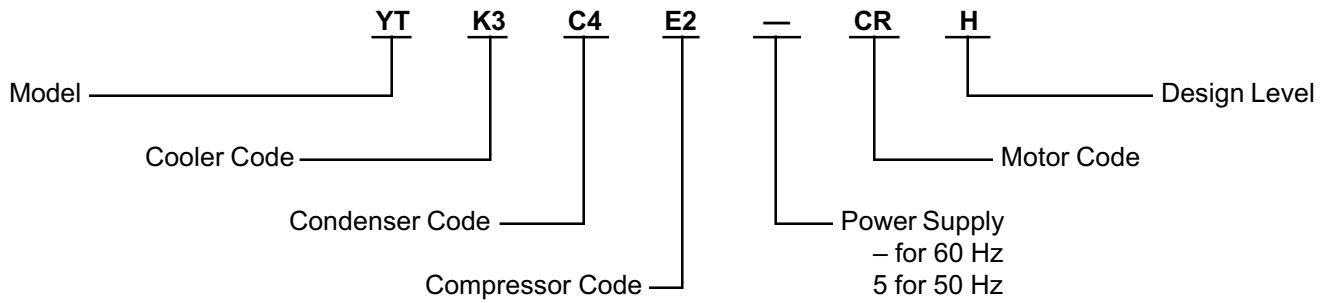 YT K3 C4 E2 — CR H
Model Design Level
Cooler Code Motor Code
Condenser Code Power Supply
– for 60 Hz
Compressor Code 5 for 50 Hz